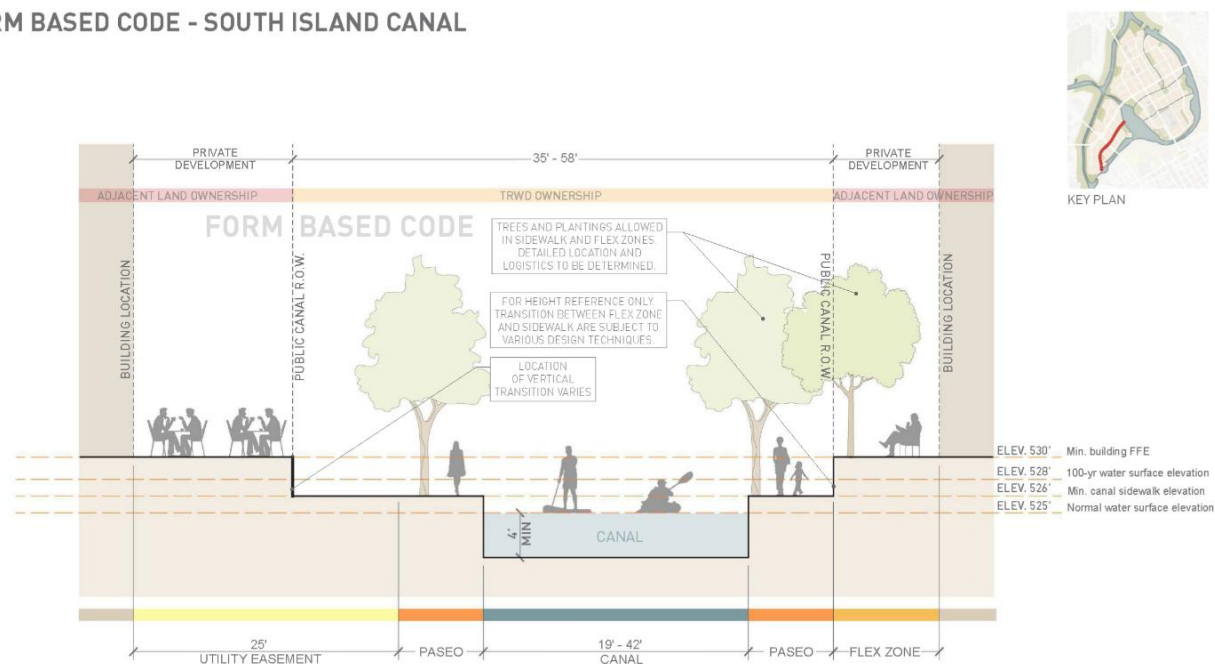 RM BASED CODE - SOUTH ISLAND CANAL
KEY PLAN
PRIVATE
DEVELOPMENT
35' - 58'
PRIVATE
DEVELOPMENT
ADJACENT LAND OWNERSHIP
TRWD OWNERSHIP
ADJACENT LAND OWNERSHIP
FORM BASED CODE
BUILDING LOCATION
PUBLIC CANAL R.O.W.
TREES AND PLANTINGS ALLOWED
IN SIDEWALK AND FLEX ZONES
DETAILED LOCATION AND
LOGISTICS TO BE DETERMINED.
FOR HEIGHT REFERENCE ONLY
TRANSITION BETWEEN FLEX ZONE
AND SIDEWALK ARE SUBJECT TO
VARIOUS DESIGN TECHNIQUES.
LOCATION
OF VERTICAL
TRANSITION VARIES
PUBLIC CANAL R.O.W.
BUILDING LOCATION
ELEV. 530' Min. building FFE
ELEV. 528' 100-yr water surface elevation
ELEV. 526' Min. canal sidewalk elevation
ELEV. 525' Normal water surface elevation
4'
MIN
CANAL
25'
UTILITY EASEMENT
PASEO
19' - 42'
CANAL
PASEO
FLEX ZONE